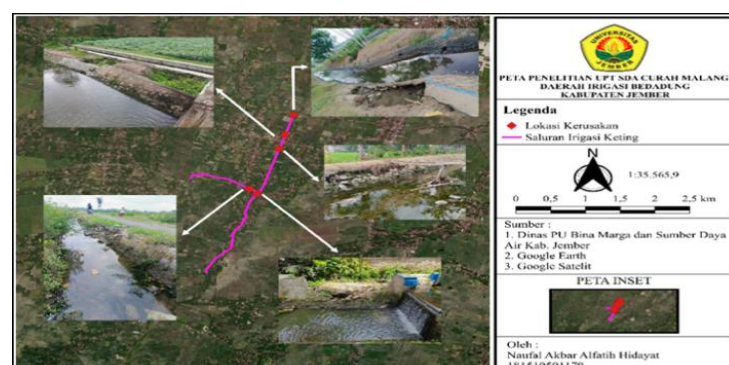 UNIVERSITAS
JEMBER
PETA PENELITIAN UPT SDA CURAH MALANG
DAERAH IRIGASI BEDADUNG
KABUPATEN JEMBER
Legenda
Lokasi Kerusakan
Saluran Irigasi Keting
N
1:35.565,9
0 0,5 1 1,5 2 2,5 km
Sumber :
1. Dinas PU Bina Marga dan Sumber Daya
Air Kab. Jember
2. Google Earth
3. Google Satelit
PETA INSET
Oleh :
Naufal Akbar Alfatih Hidayat